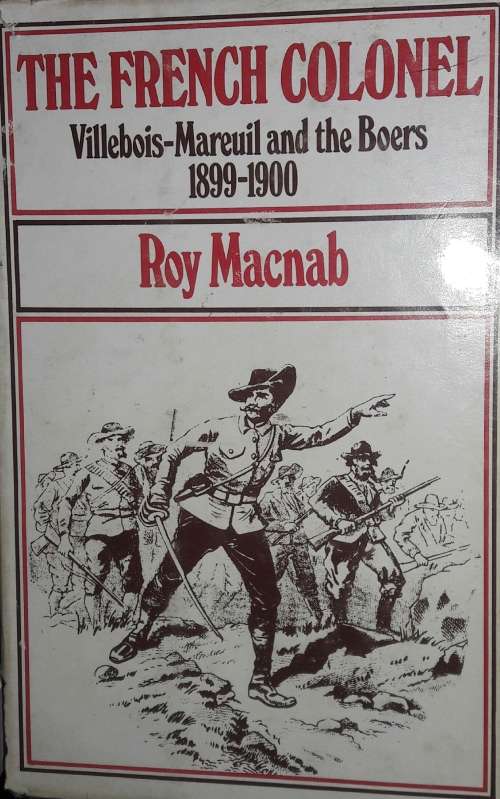 THE FRENCH COLONEL
Villebois-Mareuil and the Boers
1899-1900
Roy Macnab